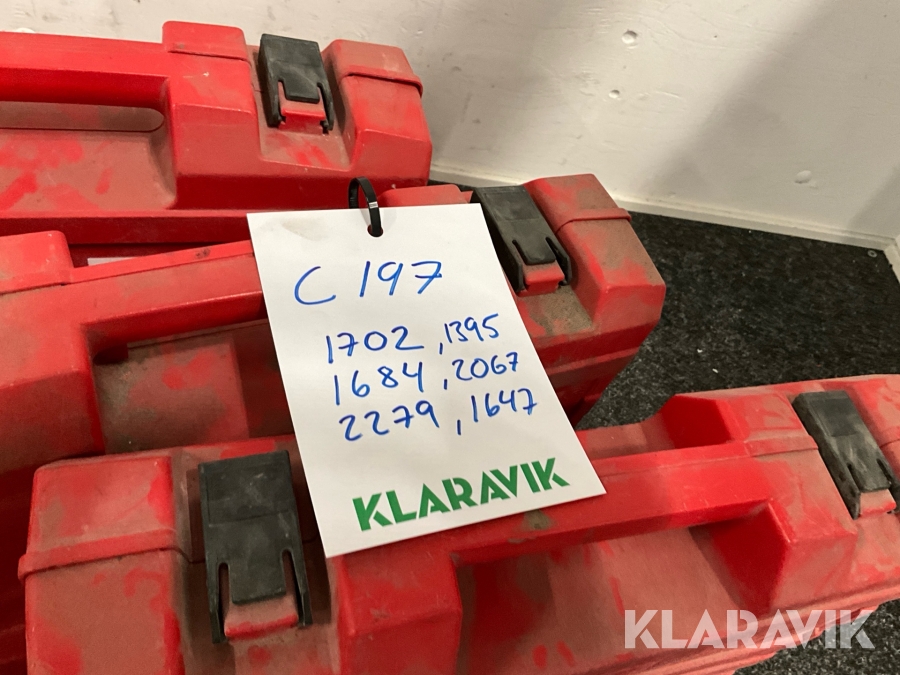 C 197
1702, 1395
1684, 2067
2279, 1647
KLARAVIK
KLARAVIK